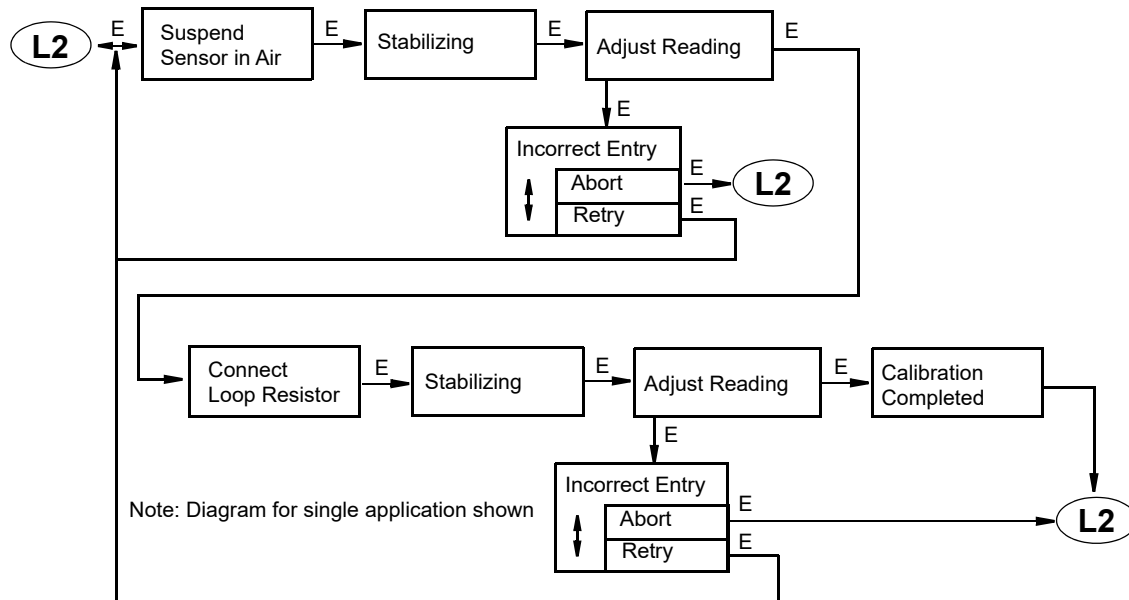 L2
E
Suspend
Sensor in Air
E
Stabilizing
E
Adjust Reading
E
E
Incorrect Entry
Abort
E
L2
Retry
E
Connect
Loop Resistor
E
Stabilizing
E
Adjust Reading
E
Calibration
Completed
E
Incorrect Entry
Note: Diagram for single application shown
Abort
E
L2
Retry
E